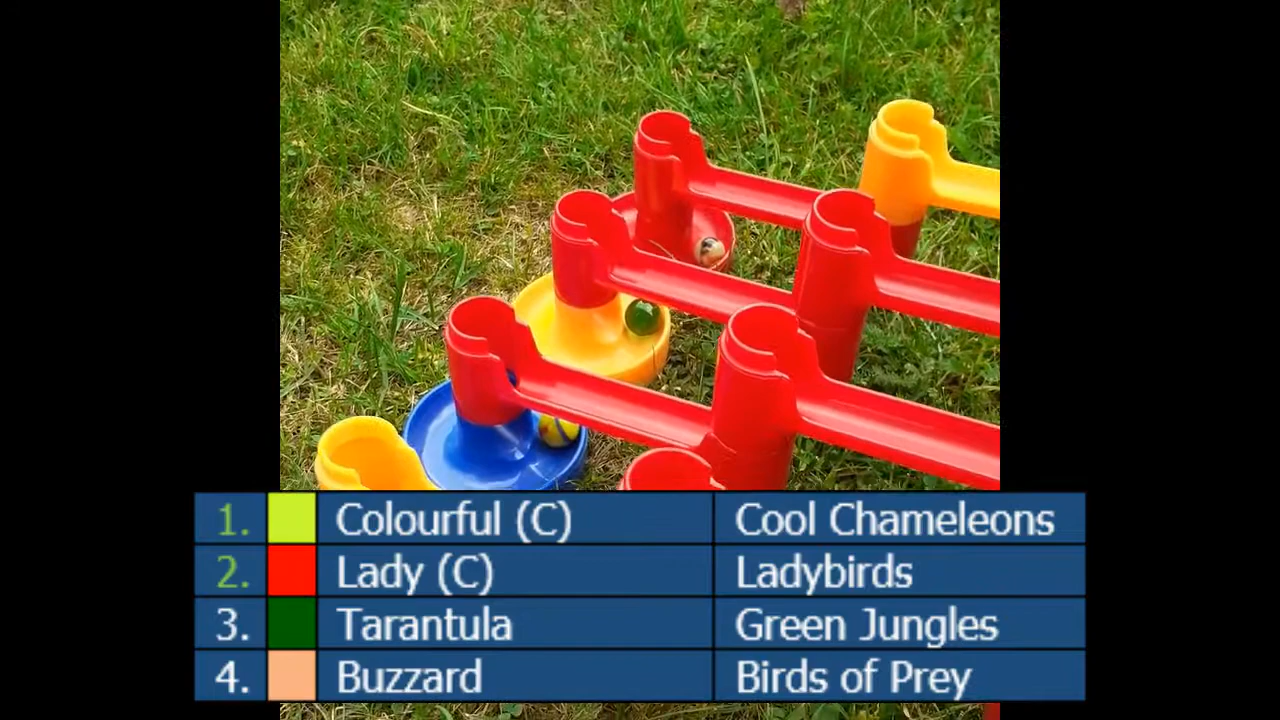 1. Colourful (C) Cool Chameleons
2. Lady (C) Ladybirds
3. Tarantula Green Jungles
4. Buzzard Birds of Prey